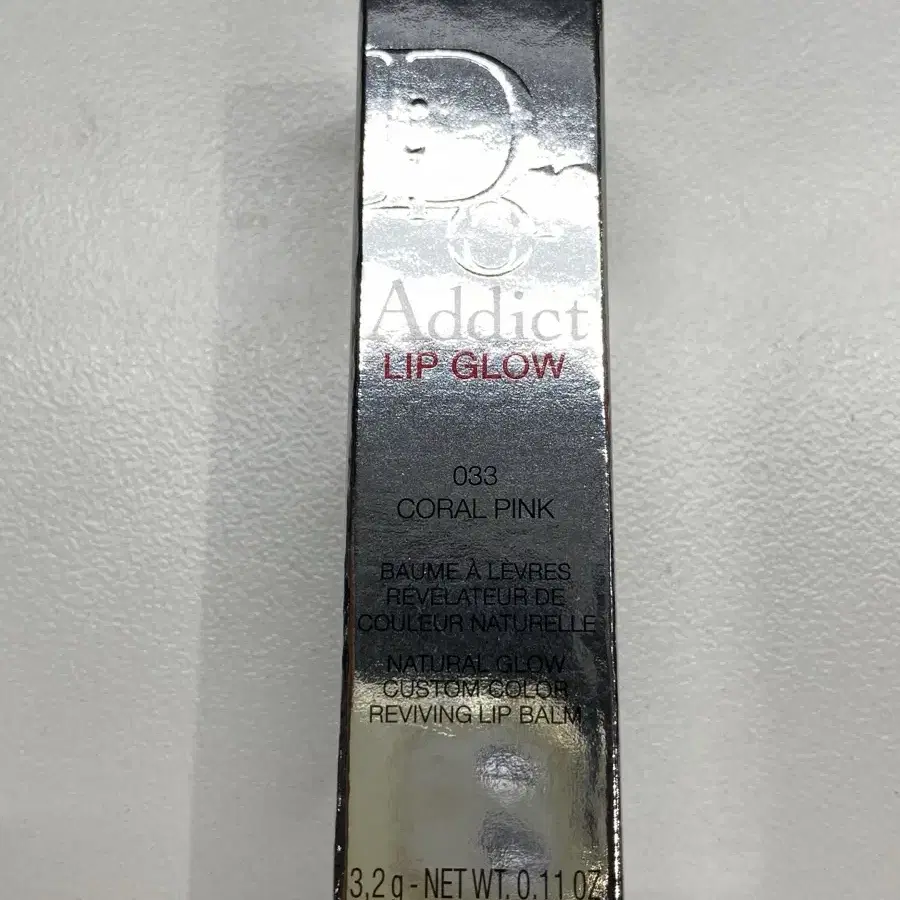 Addict
LIP GLOW
033
CORAL PINK
BAUME À LÈVRES
RÉVÉLATEUR DE
COULEUR NATURELLE
NATURAL GLOW
CUSTOM COLOR
REVIVING LIP BALM
3,2 g - NET WT. 0.11 OZ